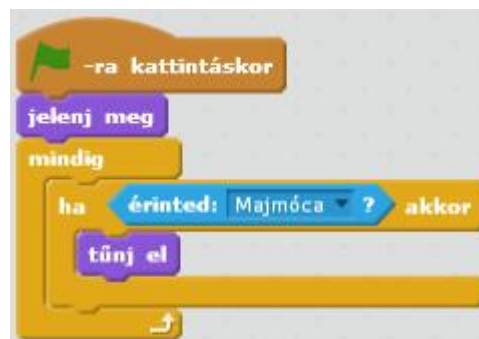 -ra kattintáskor
jelenj meg
mindig
ha érinted: Majmóca ? akkor
tűnj el